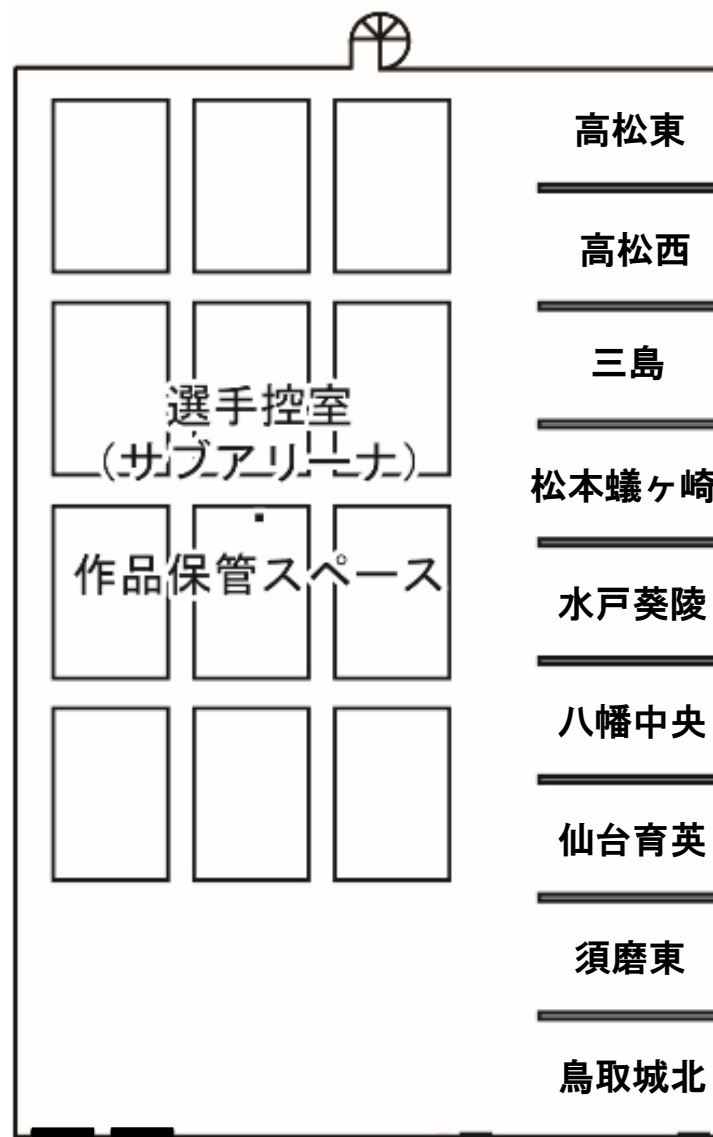 高松東
高松西
三島
選手控室
(サブアリーナ)
松本蟻ヶ崎
作品保管スペース
水戸葵陵
八幡中央
仙台育英
須磨東
鳥取城北